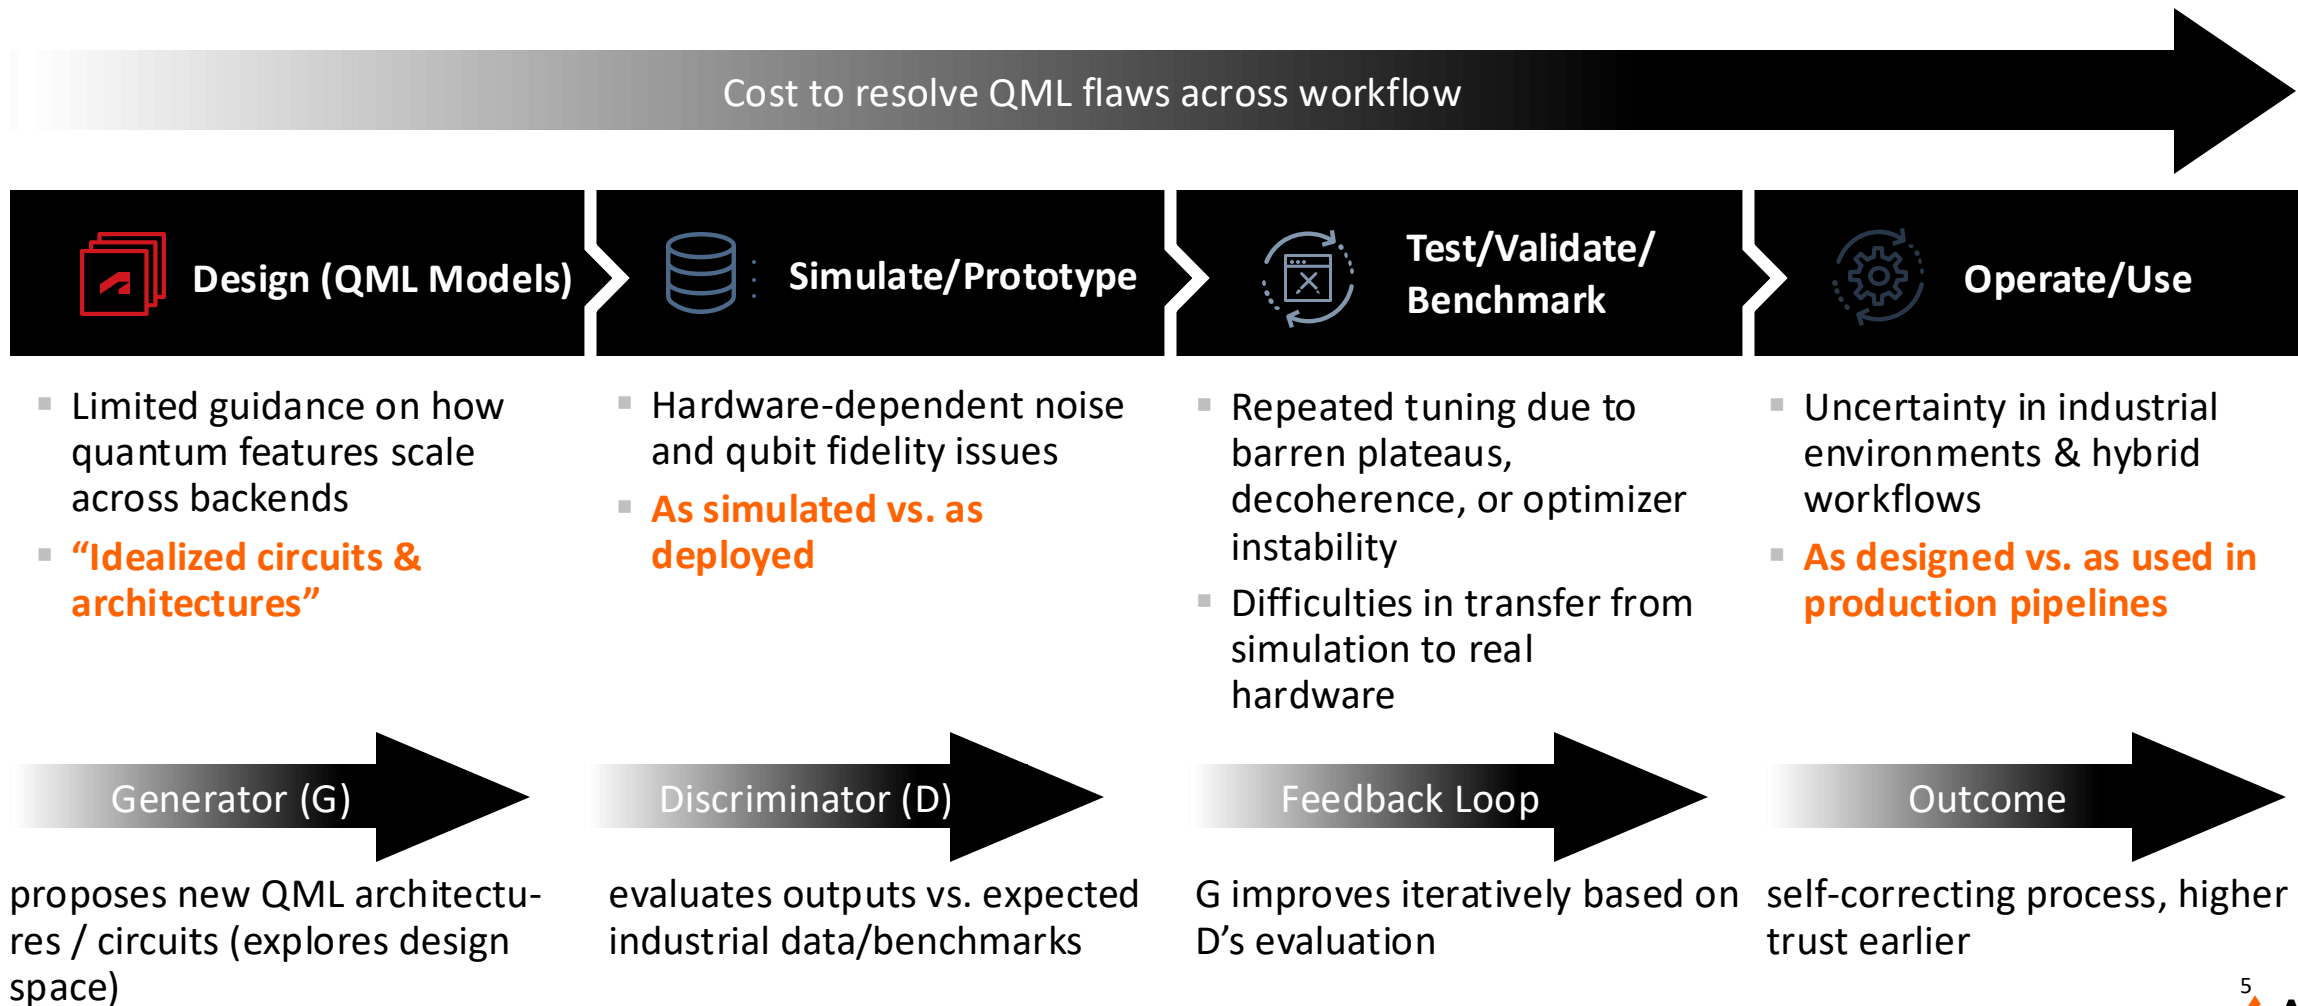 Cost to resolve QML flaws across workflow
Design (QML Models)
Simulate/Prototype
Test/Validate/
Benchmark
Operate/Use
Limited guidance on how
quantum features scale
across backends
“Idealized circuits &
architectures”
Hardware-dependent noise
and qubit fidelity issues
As simulated vs. as
deployed
Repeated tuning due to
barren plateaus,
decoherence, or optimizer
instability
Difficulties in transfer from
simulation to real
hardware
Uncertainty in industrial
environments & hybrid
workflows
As designed vs. as used in
production pipelines
Generator (G)
Discriminator (D)
Feedback Loop
Outcome
proposes new QML architectu-
res / circuits (explores design
space)
evaluates outputs vs. expected
industrial data/benchmarks
G improves iteratively based on
D’s evaluation
self-correcting process, higher
trust earlier
5